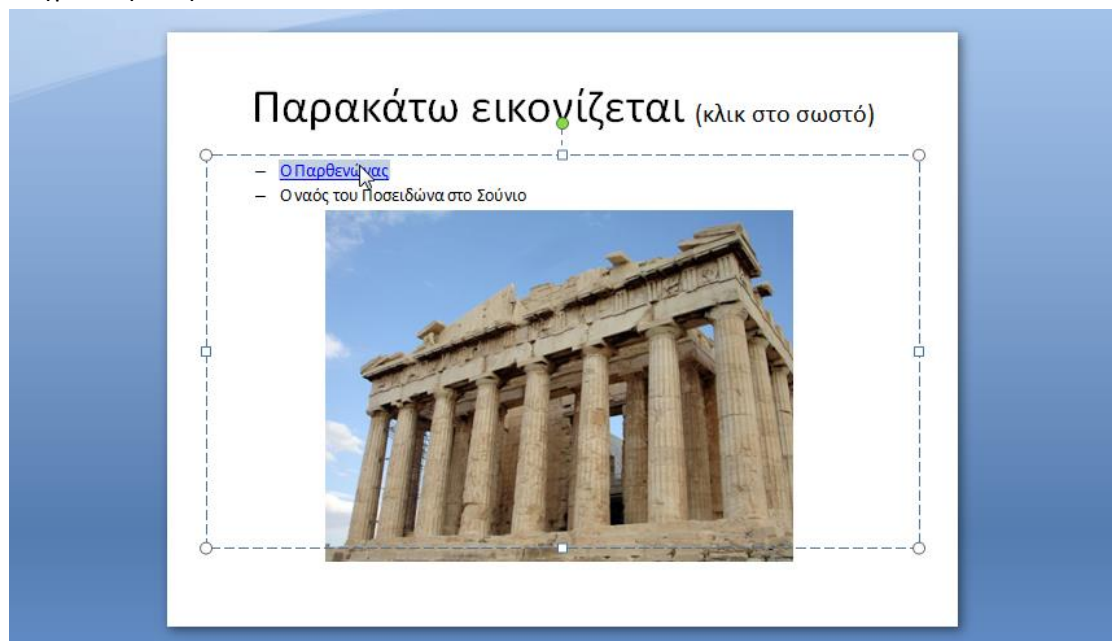 Παρακάτω εικονίζεται (κλικ στο σωστό)
– Ο Παρθενώνας
– Ο ναός του Ποσειδώνα στο Σούνιο